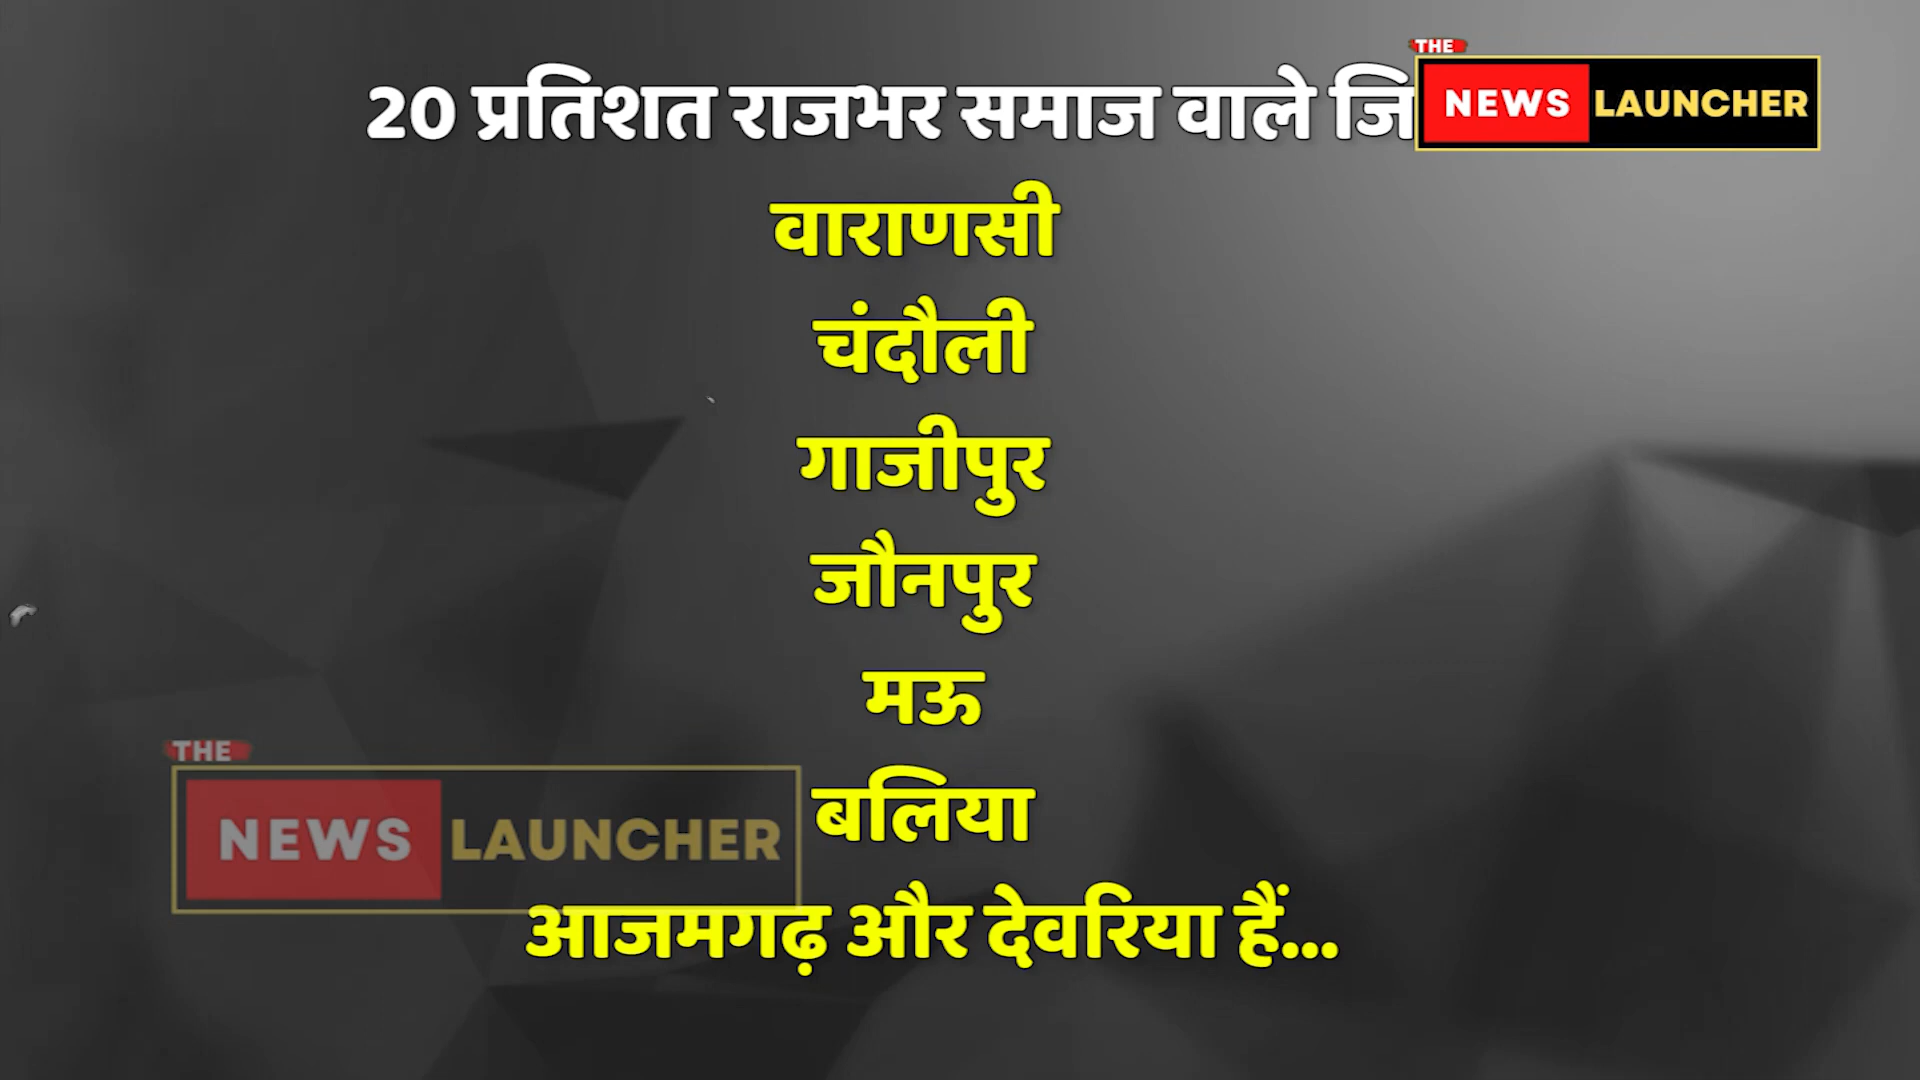 20 प्रतिशत राजभर समाज वाले
THE
NEWS LAUNCHER
वाराणसी
चंदौली
गाजीपुर
जौनपुर
मऊ
बलिया
THE
NEWS LAUNCHER
आजमगढ़ और देवरिया हैं...